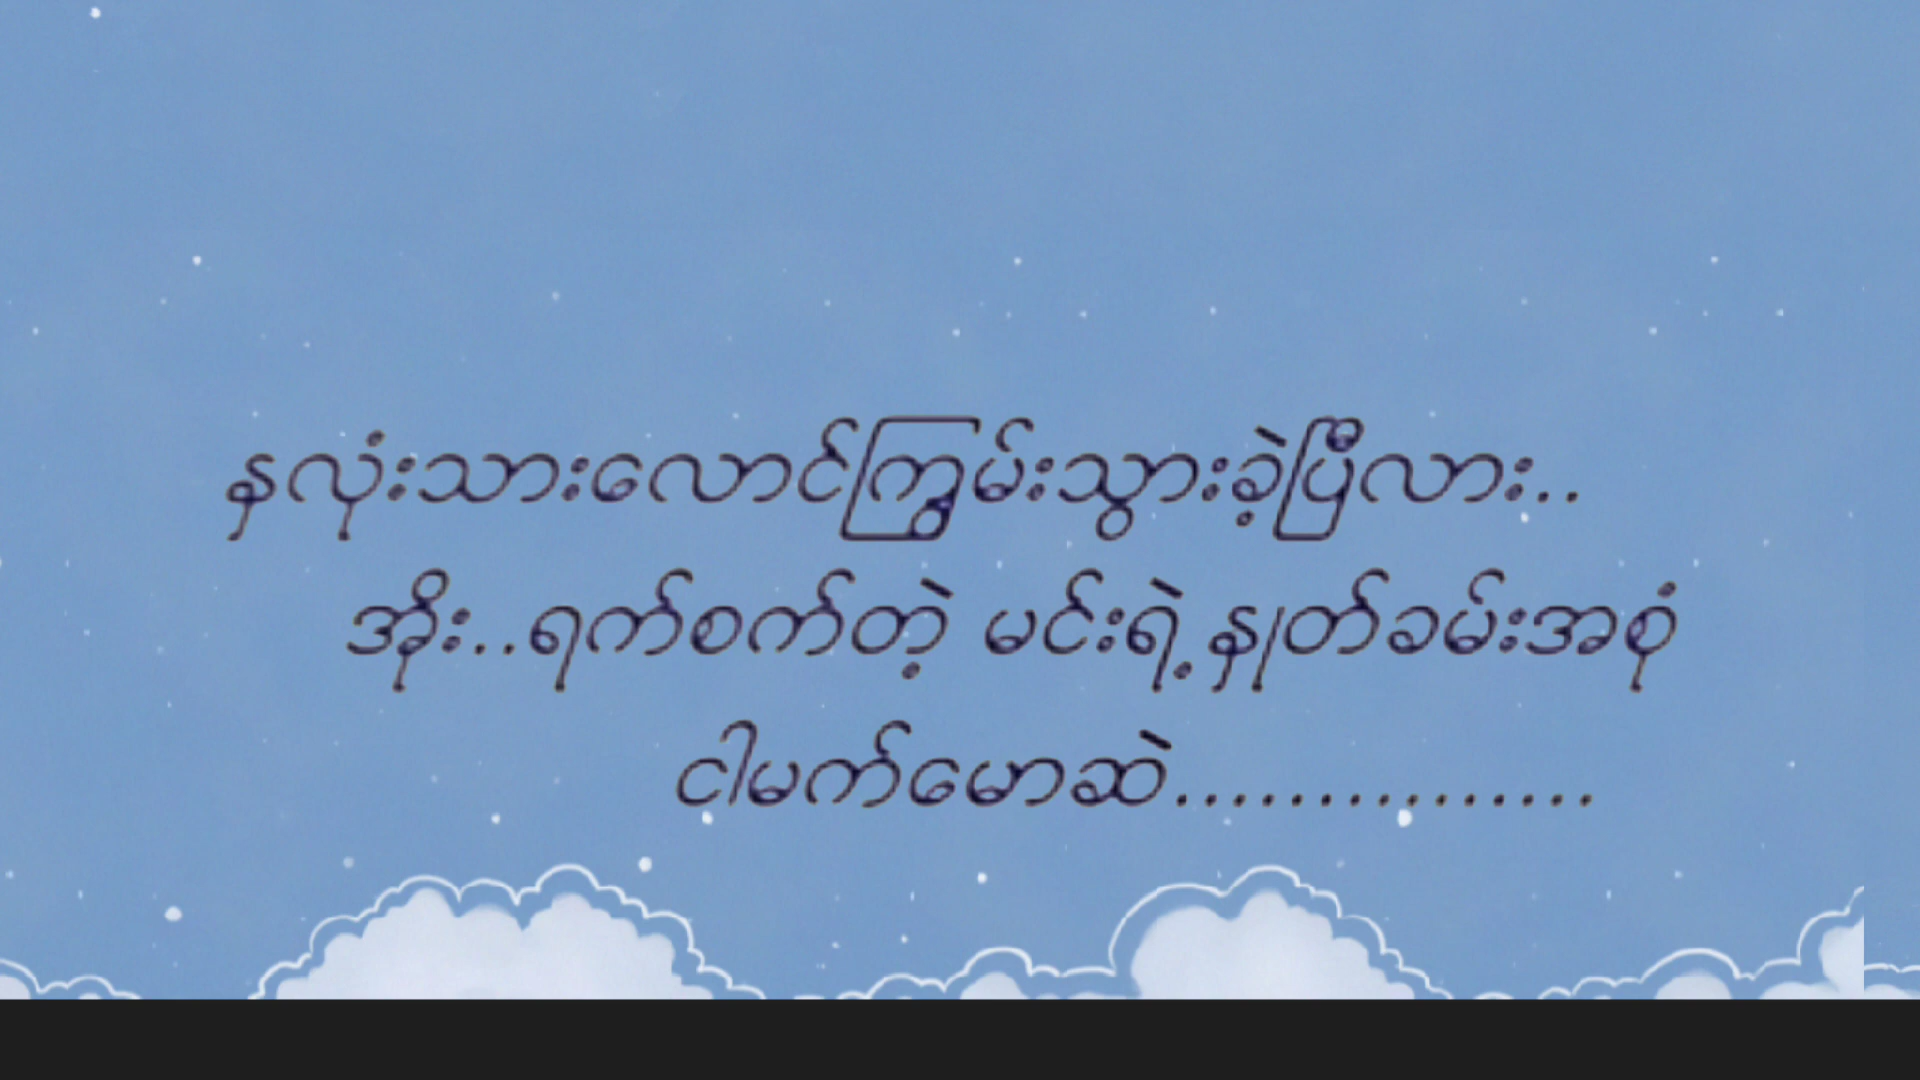 နှလုံးသားလောင်ကြွမ်းသွားခဲ့ပြီလား..
အိုး..ရက်စက်တဲ့ မင်းရဲ့နှုတ်ခမ်းအစုံ
ငါမက်မောဆဲ...............